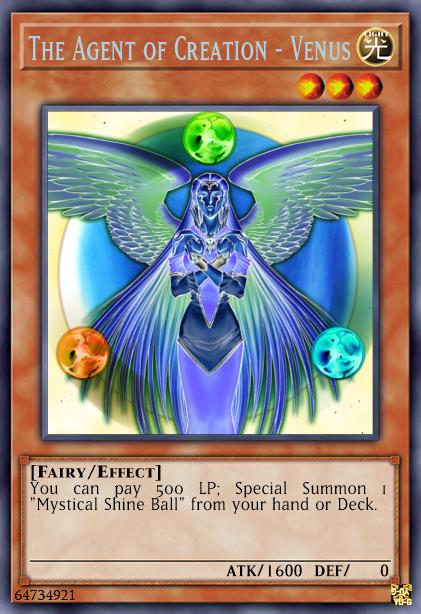 The Agent of Creation - Venus
LIGHT
光
[Fairy/Effect]
You can pay 500 LP; Special Summon 1
"Mystical Shine Ball" from your hand or Deck.
ATK/1600 DEF/ 0
64734921